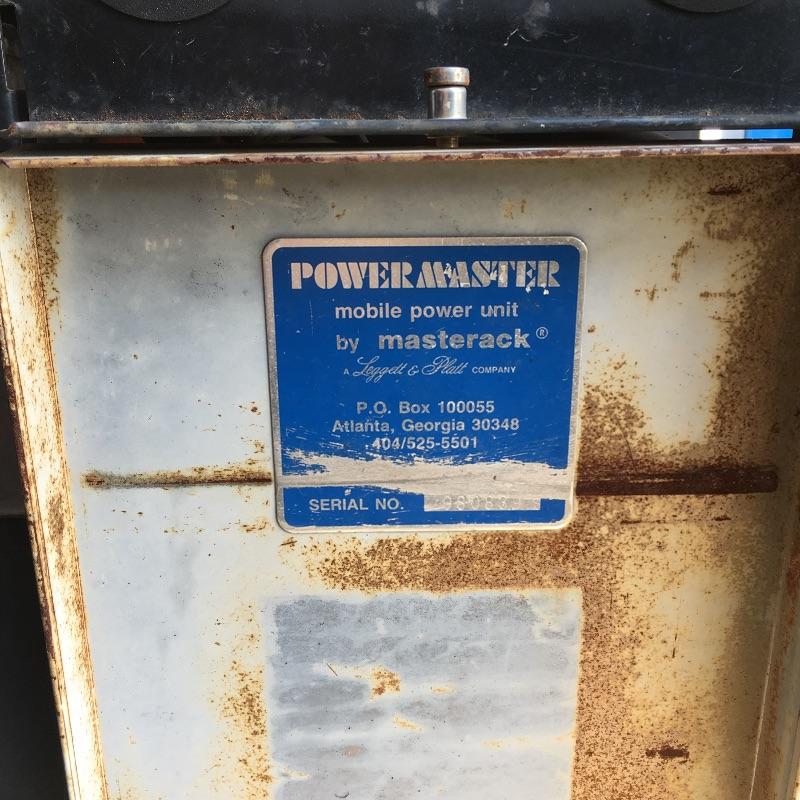 POWERMASTER
mobile power unit
by masterack®
A Leggett & Platt COMPANY
P.O. Box 100055
Atlanta, Georgia 30348
404/525-5501
SERIAL NO.